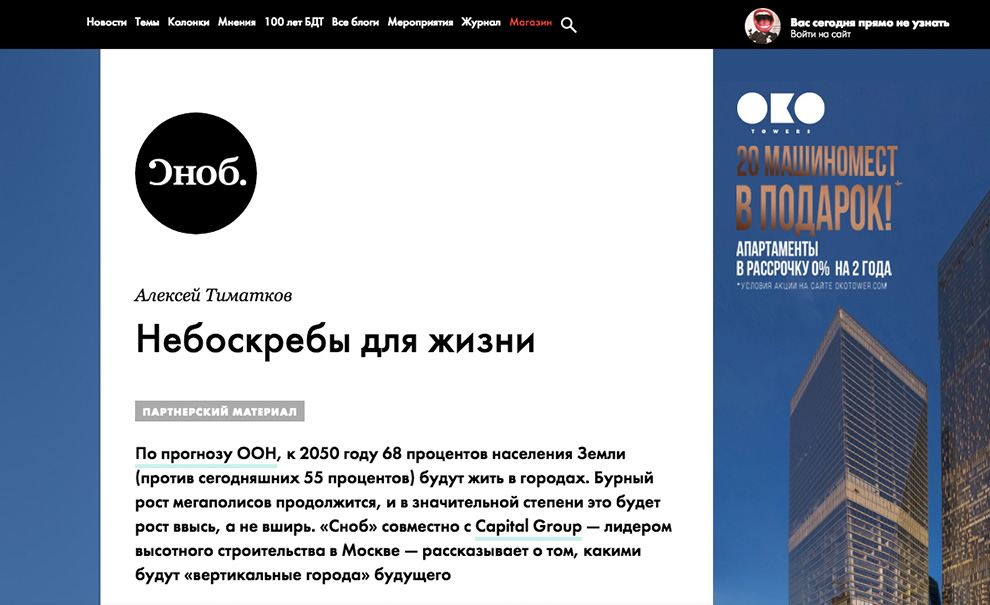 Новости Темы Колонки Мнения 100 лет БДТ Все блоги Мероприятия Журнал Магазин
Вас сегодня прямо не узнать
Войти на сайт
Сноб.
Алексей Тиматков
Небоскребы для жизни
ПАРТНЕРСКИЙ МАТЕРИАЛ
По прогнозу ООН, к 2050 году 68 процентов населения Земли
(против сегодняшних 55 процентов) будут жить в городах. Бурный
рост мегаполисов продолжится, и в значительной степени это будет
рост ввысь, а не вширь. «Сноб» совместно с Capital Group — лидером
высотного строительства в Москве — рассказывает о том, какими
будут «вертикальные города» будущего
ОКО
TOWERS
20 МАШИНОМЕСТ
В ПОДАРОК!*
АПАРТАМЕНТЫ
В РАССРОЧКУ 0% НА 2 ГОДА
*УСЛОВИЯ АКЦИИ НА САЙТЕ OKOTOWER.COM